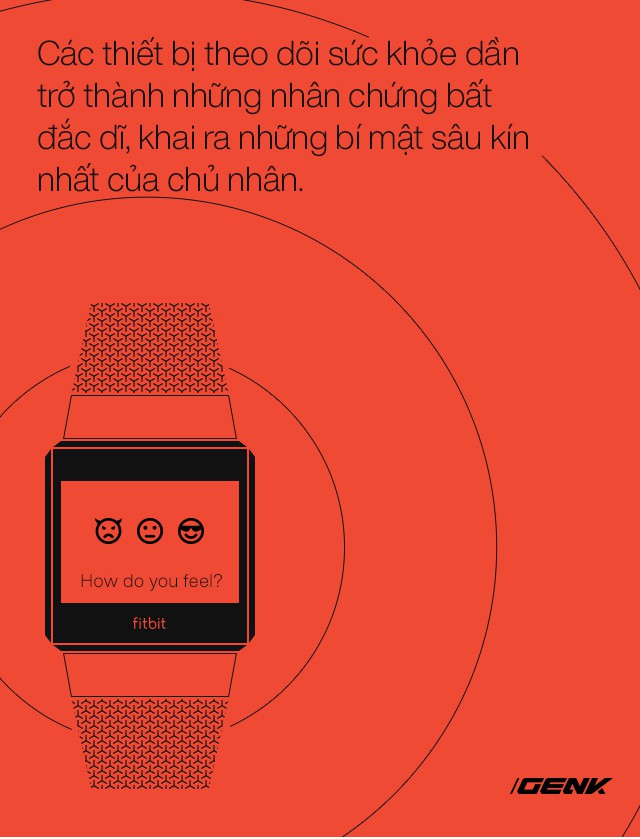 Các thiết bị theo dõi sức khỏe dần
trở thành những nhân chứng bất
đắc dĩ, khai ra những bí mật sâu kín
nhất của chủ nhân.
How do you feel?
fitbit
/GENK